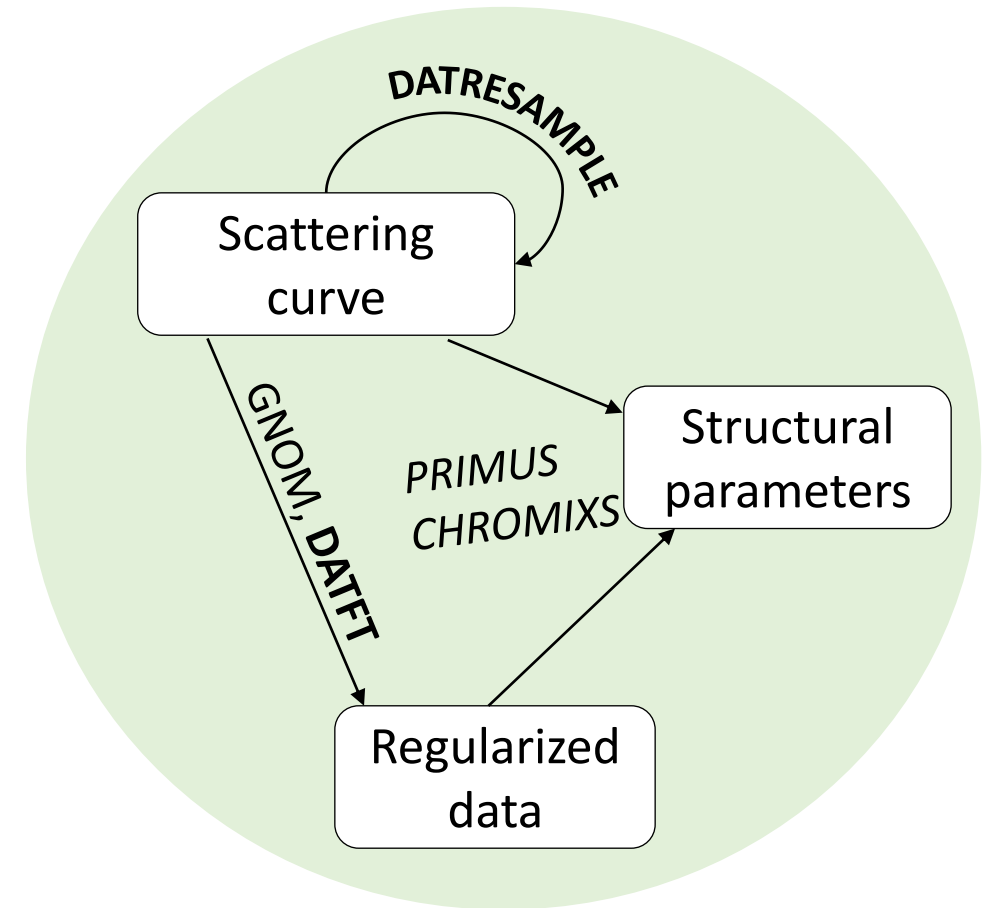 DATRESAMPLE
Scattering
curve
GNOM, DATFT
PRIMUS
CHROMIXS
Structural
parameters
Regularized
data